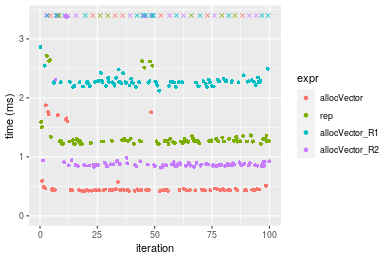 time (ms)
3
2
1
0
0
25
50
75
100
iteration
expr
allocVector
rep
allocVector_R1
allocVector_R2